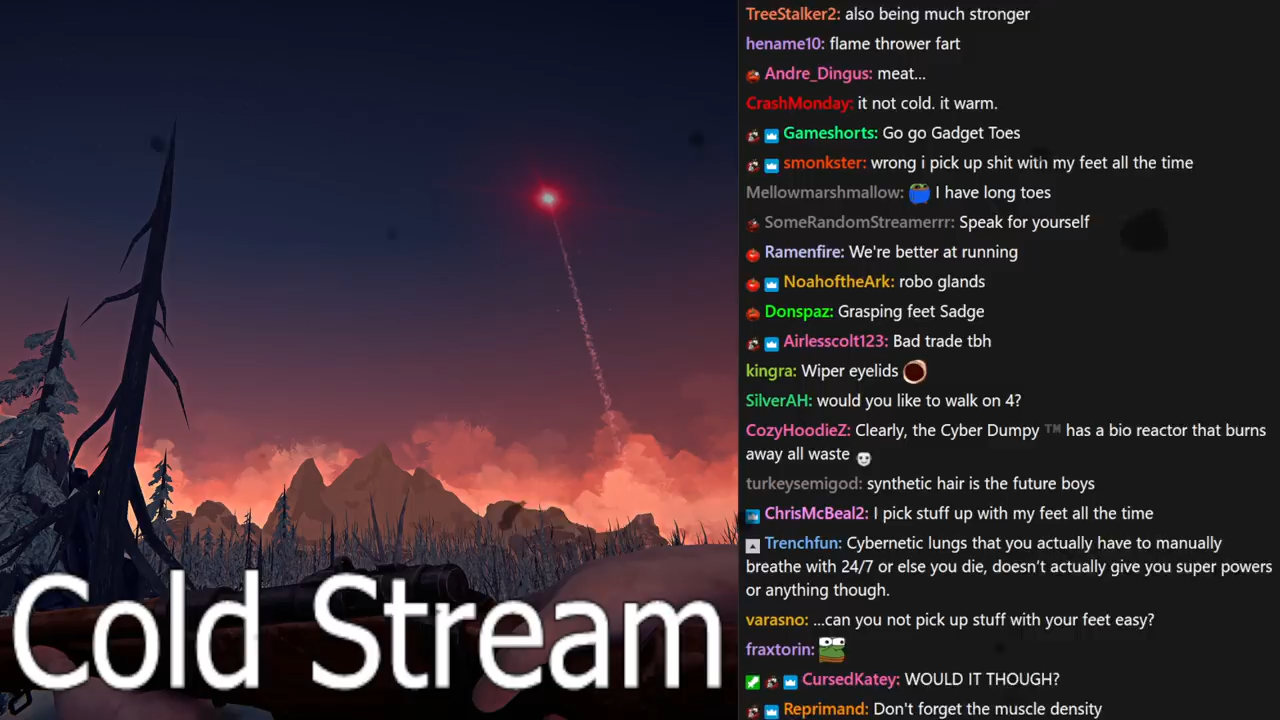 Cold Stream
TreeStalker2: also being much stronger
hename10: flame thrower fart
Andre_Dingus: meat...
CrashMonday: it not cold. it warm.
Gameshorts: Go go Gadget Toes
smonkster: wrong i pick up shit with my feet all the time
Mellowmarshmallow: I have long toes
SomeRandomStreamerrr: Speak for yourself
Ramenfire: We're better at running
NoahoftheArk: robo glands
Donspaz: Grasping feet Sadge
Airlesscolt123: Bad trade tbh
kingra: Wiper eyelids
SilverAH: would you like to walk on 4?
CozyHoodieZ: Clearly, the Cyber Dumpy ™ has a bio reactor that burns
away all waste
turkeysemigod: synthetic hair is the future boys
ChrisMcBeal2: I pick stuff up with my feet all the time
Trenchfun: Cybernetic lungs that you actually have to manually
breathe with 24/7 or else you die, doesn't actually give you super powers
or anything though.
varasno: ...can you not pick up stuff with your feet easy?
fraxtorin:
CursedKatey: WOULD IT THOUGH?
Reprimand: Don't forget the muscle density